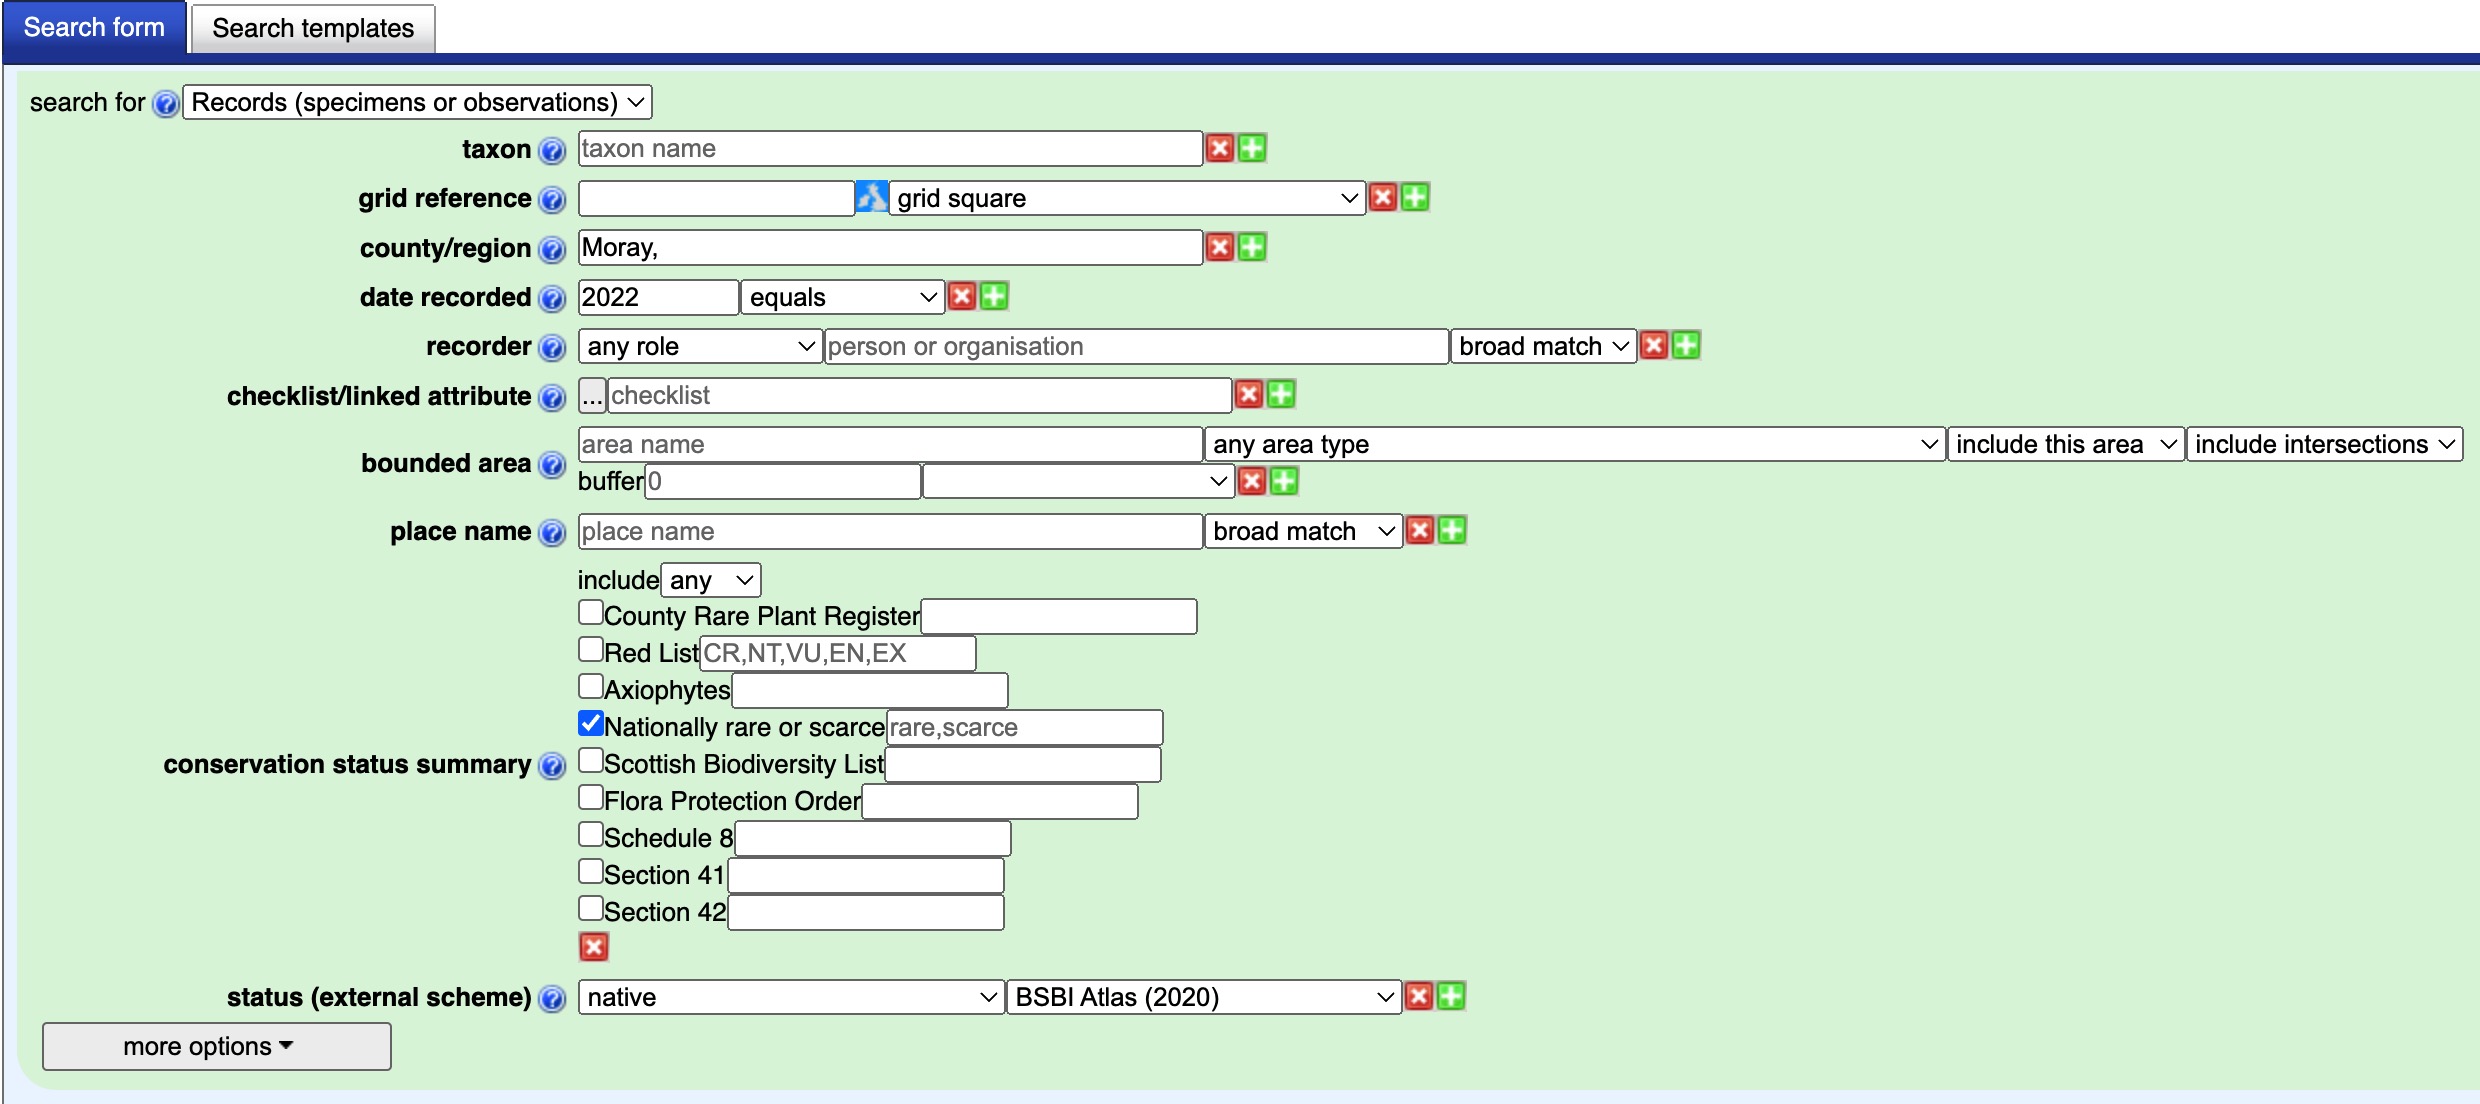 Search form Search templates
search for Records (specimens or observations)
taxon taxon name
grid reference grid square
county/region Moray,
date recorded 2022 equals
recorder any role person or organisation broad match
checklist/linked attribute ... checklist
bounded area area name any area type include this area include intersections
buffer 0
place name place name broad match
include any
County Rare Plant Register
Red List CR,NT,VU,EN,EX
Axiophytes
Nationally rare or scarce rare,scarce
conservation status summary Scottish Biodiversity List
Flora Protection Order
Schedule 8
Section 41
Section 42
status (external scheme) native BSBI Atlas (2020)
more options